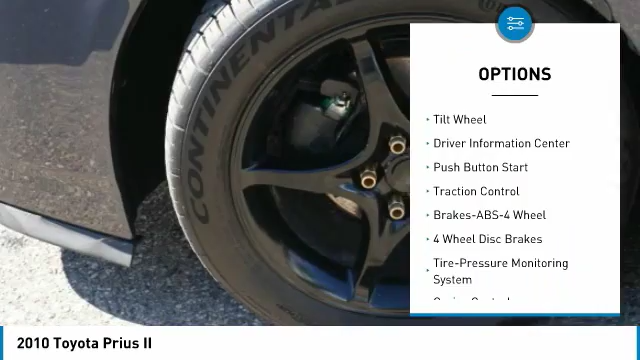 CONTINENTAL
OPTIONS
Tilt Wheel
Driver Information Center
Push Button Start
Traction Control
Brakes-ABS-4 Wheel
4 Wheel Disc Brakes
Tire-Pressure Monitoring
System
2010 Toyota Prius II